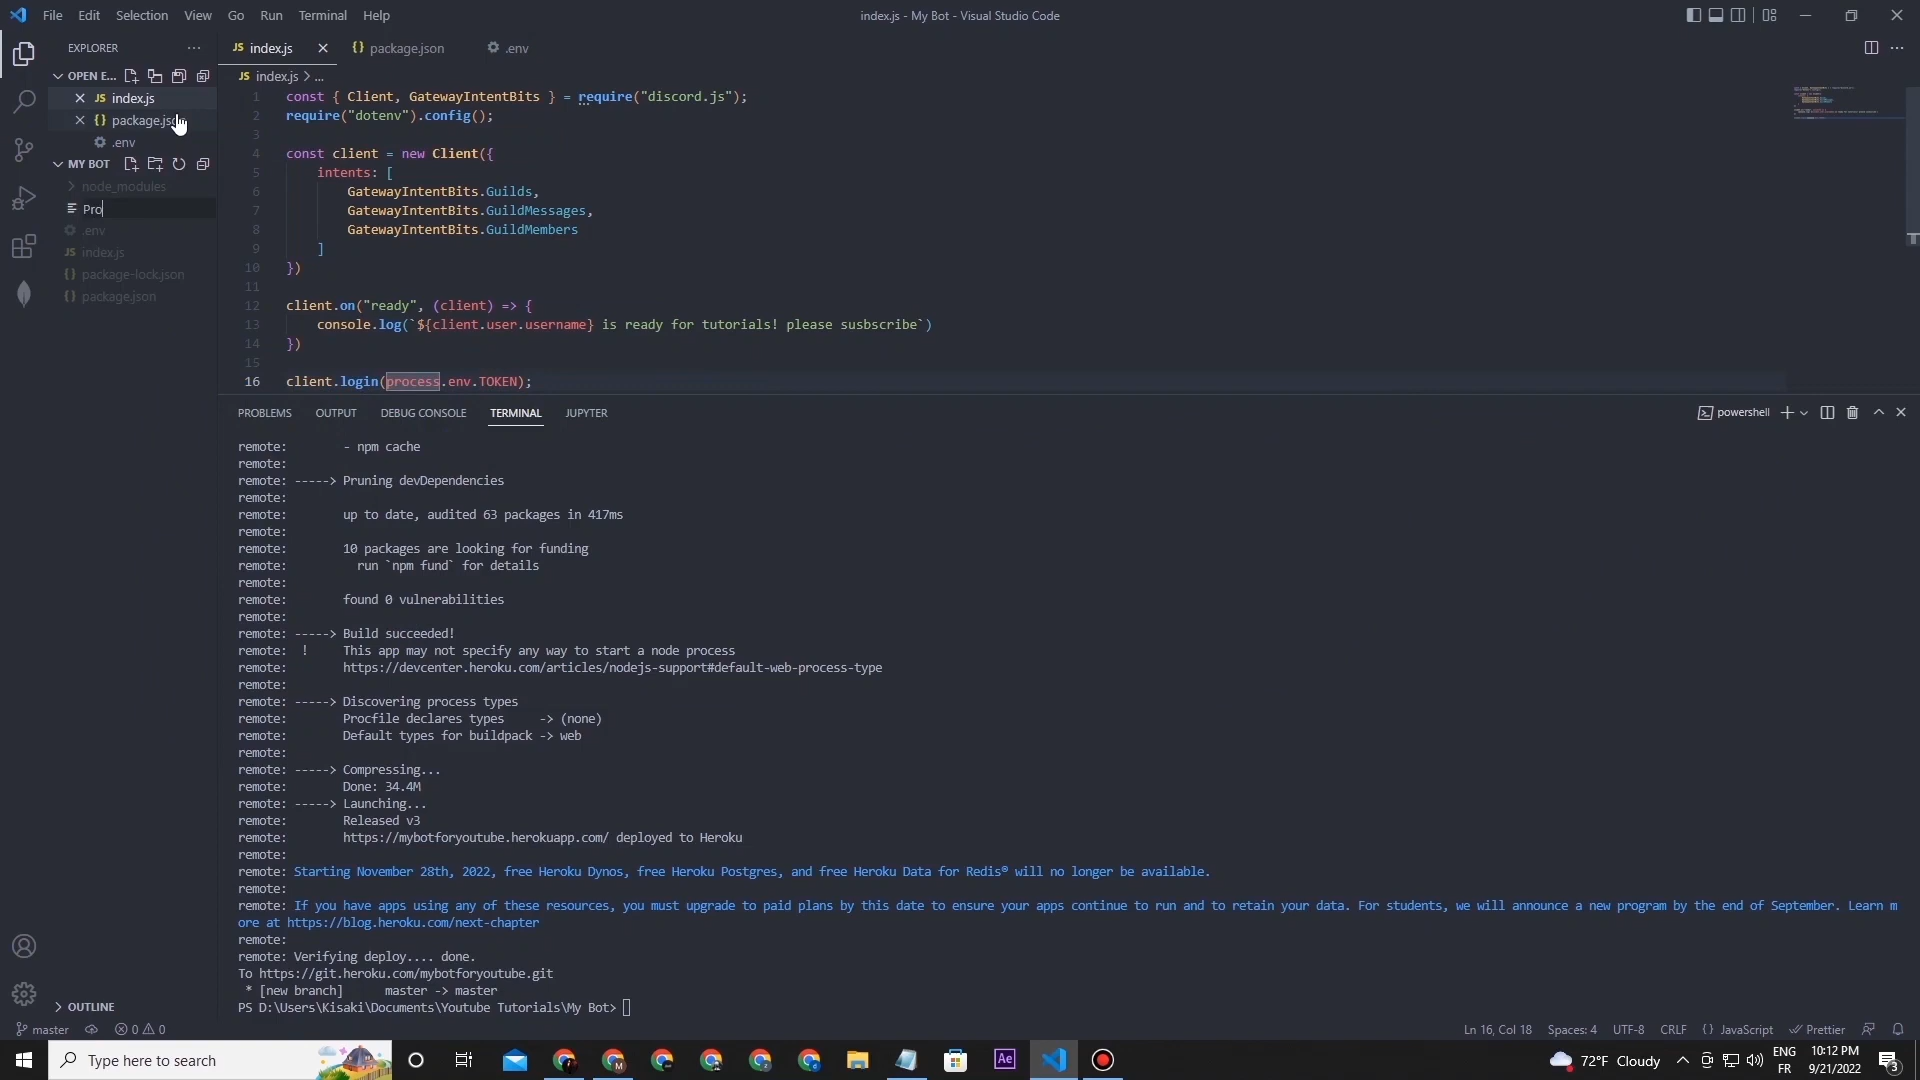 File Edit Selection View Go Run Terminal Help
index.js - My Bot - Visual Studio Code
EXPLORER
OPEN E...
JS index.js
{} package.js
.env
MY BOT
node_modules
Pro
.env
JS index.js
{} package-lock.json
{} package.json
OUTLINE
JS index.js
{} package.json
.env
JS index.js > ...
1 const { Client, GatewayIntentBits } = require("discord.js");
2 require("dotenv").config();
3
4 const client = new Client({
5 intents: [
6 GatewayIntentBits.Guilds,
7 GatewayIntentBits.GuildMessages,
8 GatewayIntentBits.GuildMembers
9 ]
10 })
11
12 client.on("ready", (client) => {
13 console.log(`${client.user.username} is ready for tutorials! please susbscribe`)
14 })
15
16 client.login(process.env.TOKEN);
PROBLEMS OUTPUT DEBUG CONSOLE TERMINAL JUPYTER
powershell
remote: - npm cache
remote:
remote: -----> Pruning devDependencies
remote:
remote: up to date, audited 63 packages in 417ms
remote:
remote: 10 packages are looking for funding
remote: run `npm fund` for details
remote:
remote: found 0 vulnerabilities
remote:
remote: -----> Build succeeded!
remote: ! This app may not specify any way to start a node process
remote: https://devcenter.heroku.com/articles/nodejs-support#default-web-process-type
remote:
remote: -----> Discovering process types
remote: Procfile declares types -> (none)
remote: Default types for buildpack -> web
remote:
remote: -----> Compressing...
remote: Done: 34.4M
remote: -----> Launching...
remote: Released v3
remote: https://mybotforyoutube.herokuapp.com/ deployed to Heroku
remote:
remote: Starting November 28th, 2022, free Heroku Dynos, free Heroku Postgres, and free Heroku Data for Redis® will no longer be available.
remote:
remote: If you have apps using any of these resources, you must upgrade to paid plans by this date to ensure your apps continue to run and to retain your data. For students, we will announce a new program by the end of September. Learn m
ore at https://blog.heroku.com/next-chapter
remote:
remote: Verifying deploy.... done.
To https://git.heroku.com/mybotforyoutube.git
* [new branch] master -> master
PS D:\Users\Kisaki\Documents\Youtube Tutorials\My Bot>
master 0 0
Ln 16, Col 18 Spaces: 4 UTF-8 CRLF {} JavaScript Prettier
Type here to search
Ae
72°F Cloudy
ENG
FR
10:12 PM
9/21/2022
3